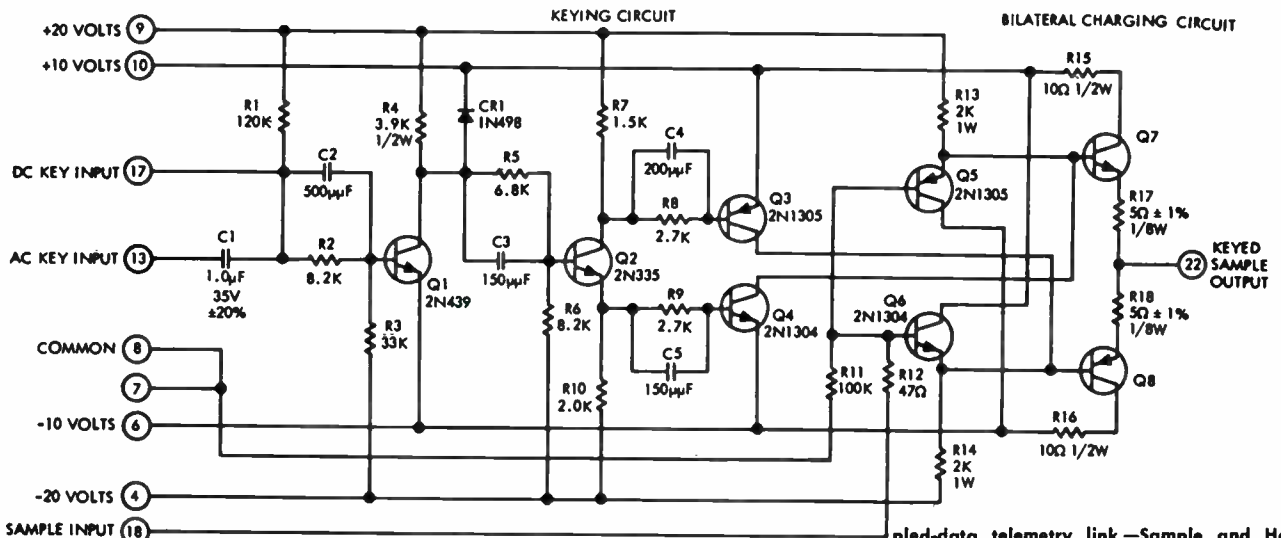 KEYING CIRCUIT
BILATERAL CHARGING CIRCUIT
+20 VOLTS 9
+10 VOLTS 10
R1
120K
R4
3.9K
1/2W
CR1
1N498
R7
1.5K
C4
200μμF
R13
2K
1W
R15
10Ω 1/2W
Q7
DC KEY INPUT 17
C2
500μμF
R5
6.8K
R8
2.7K
Q3
2N1305
Q5
2N1305
R17
5Ω ± 1%
1/8W
AC KEY INPUT 13
C1
1.0μF
35V
±20%
R2
8.2K
Q1
2N439
C3
150μμF
Q2
2N335
22 KEYED
SAMPLE
OUTPUT
R3
33K
R6
8.2K
R9
2.7K
C5
150μμF
Q4
2N1304
Q6
2N1304
R18
5Ω ± 1%
1/8W
COMMON 8
7
R10
2.0K
R11
100K
R12
47Ω
Q8
-10 VOLTS 6
R14
2K
1W
R16
10Ω 1/2W
-20 VOLTS 4
SAMPLE INPUT 18
pled-data telemetry link.—Sample and Ho